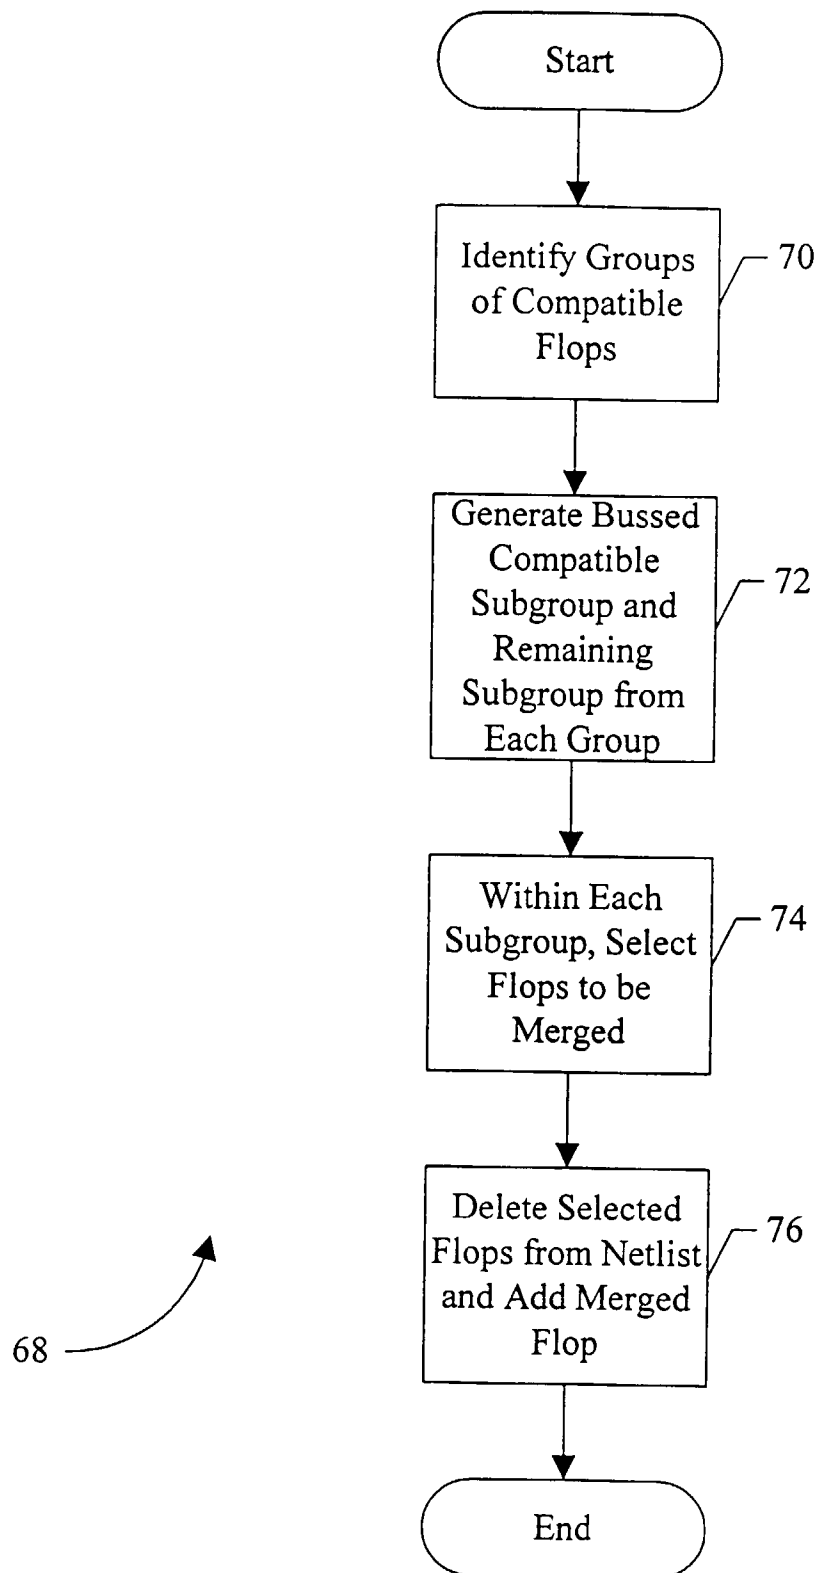 Start
Identify Groups
of Compatible
Flops
70
Generate Bussed
Compatible
Subgroup and
Remaining
Subgroup from
Each Group
72
Within Each
Subgroup, Select
Flops to be
Merged
74
Delete Selected
Flops from Netlist
and Add Merged
Flop
76
68
End